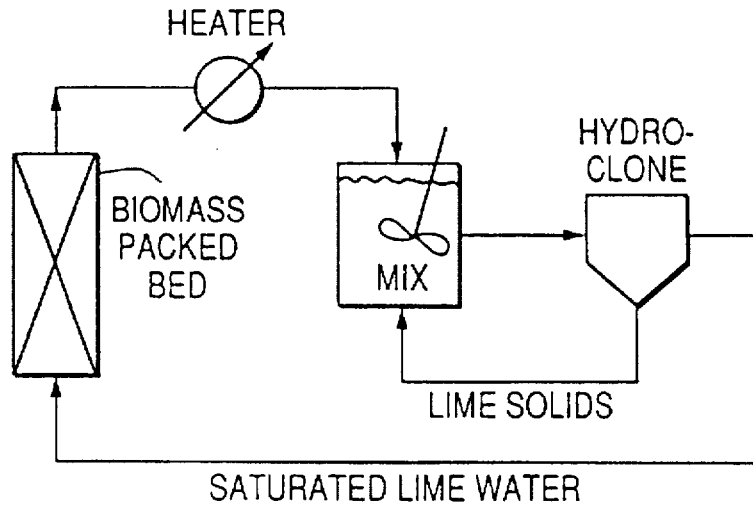 HEATER
HYDRO-
CLONE
BIOMASS
PACKED
BED
MIX
LIME SOLIDS
SATURATED LIME WATER